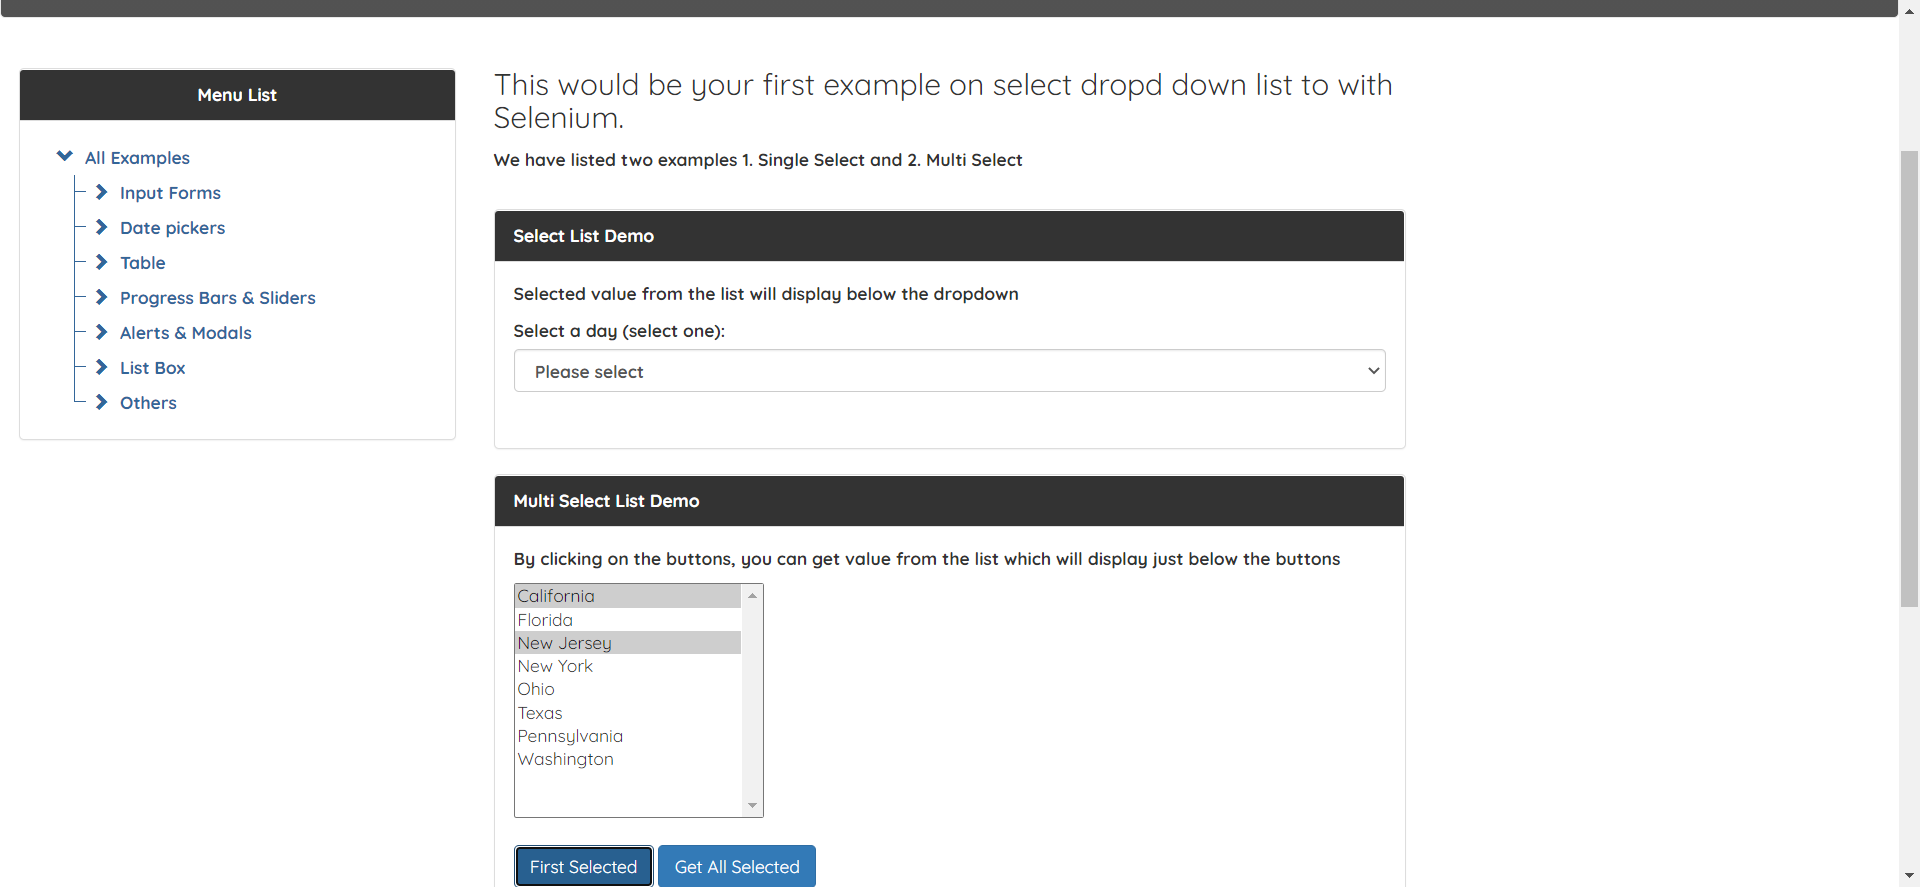 Menu List
All Examples
Input Forms
Date pickers
Table
Progress Bars & Sliders
Alerts & Modals
List Box
Others
This would be your first example on select dropd down list to with
Selenium.
We have listed two examples 1. Single Select and 2. Multi Select
Select List Demo
Selected value from the list will display below the dropdown
Select a day (select one):
Please select
Multi Select List Demo
By clicking on the buttons, you can get value from the list which will display just below the buttons
California
Florida
New Jersey
New York
Ohio
Texas
Pennsylvania
Washington
First Selected
Get All Selected